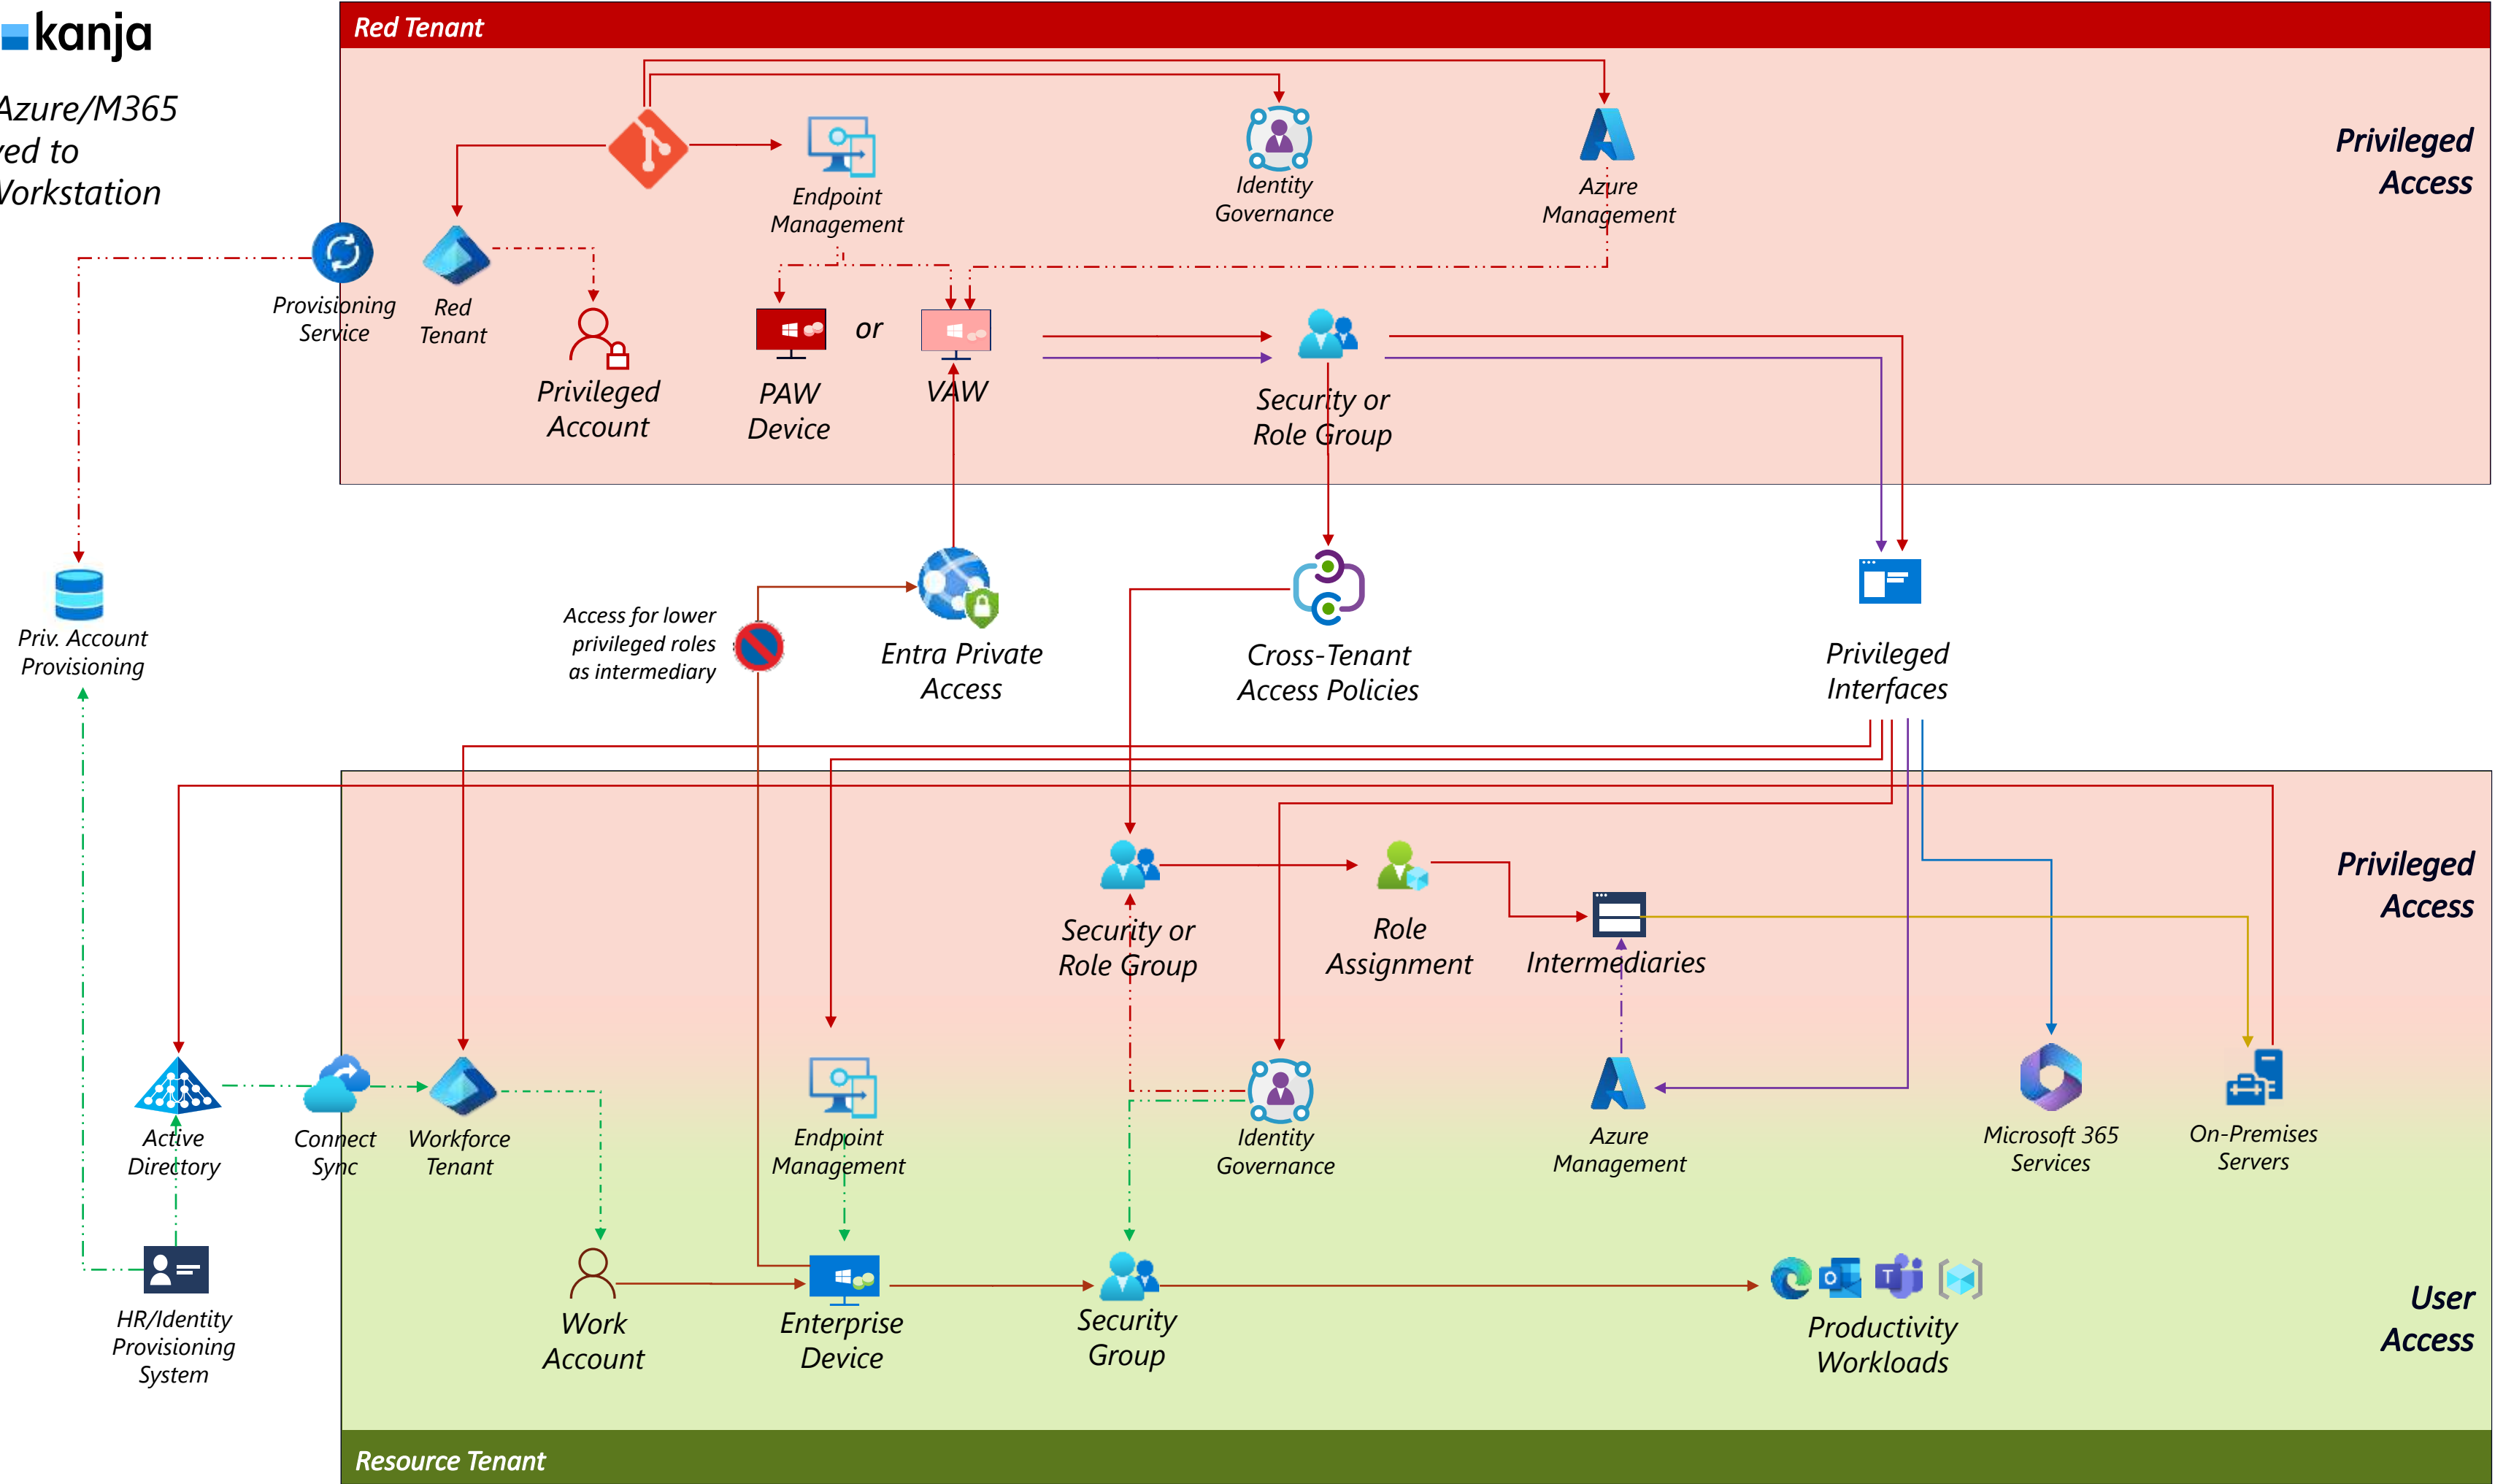 kanja
Azure/M365
ved to
Workstation
Red Tenant
Privileged
Access
Endpoint
Management
Identity
Governance
Azure
Management
Provisioning
Service
Red
Tenant
Privileged
Account
PAW
Device
or
VAW
Security or
Role Group
Priv. Account
Provisioning
Access for lower
privileged roles
as intermediary
Entra Private
Access
Cross-Tenant
Access Policies
Privileged
Interfaces
Privileged
Access
Security or
Role Group
Role
Assignment
Intermediaries
Active
Directory
Connect
Sync
Workforce
Tenant
Endpoint
Management
Identity
Governance
Azure
Management
Microsoft 365
Services
On-Premises
Servers
HR/Identity
Provisioning
System
Work
Account
Enterprise
Device
Security
Group
Productivity
Workloads
User
Access
Resource Tenant